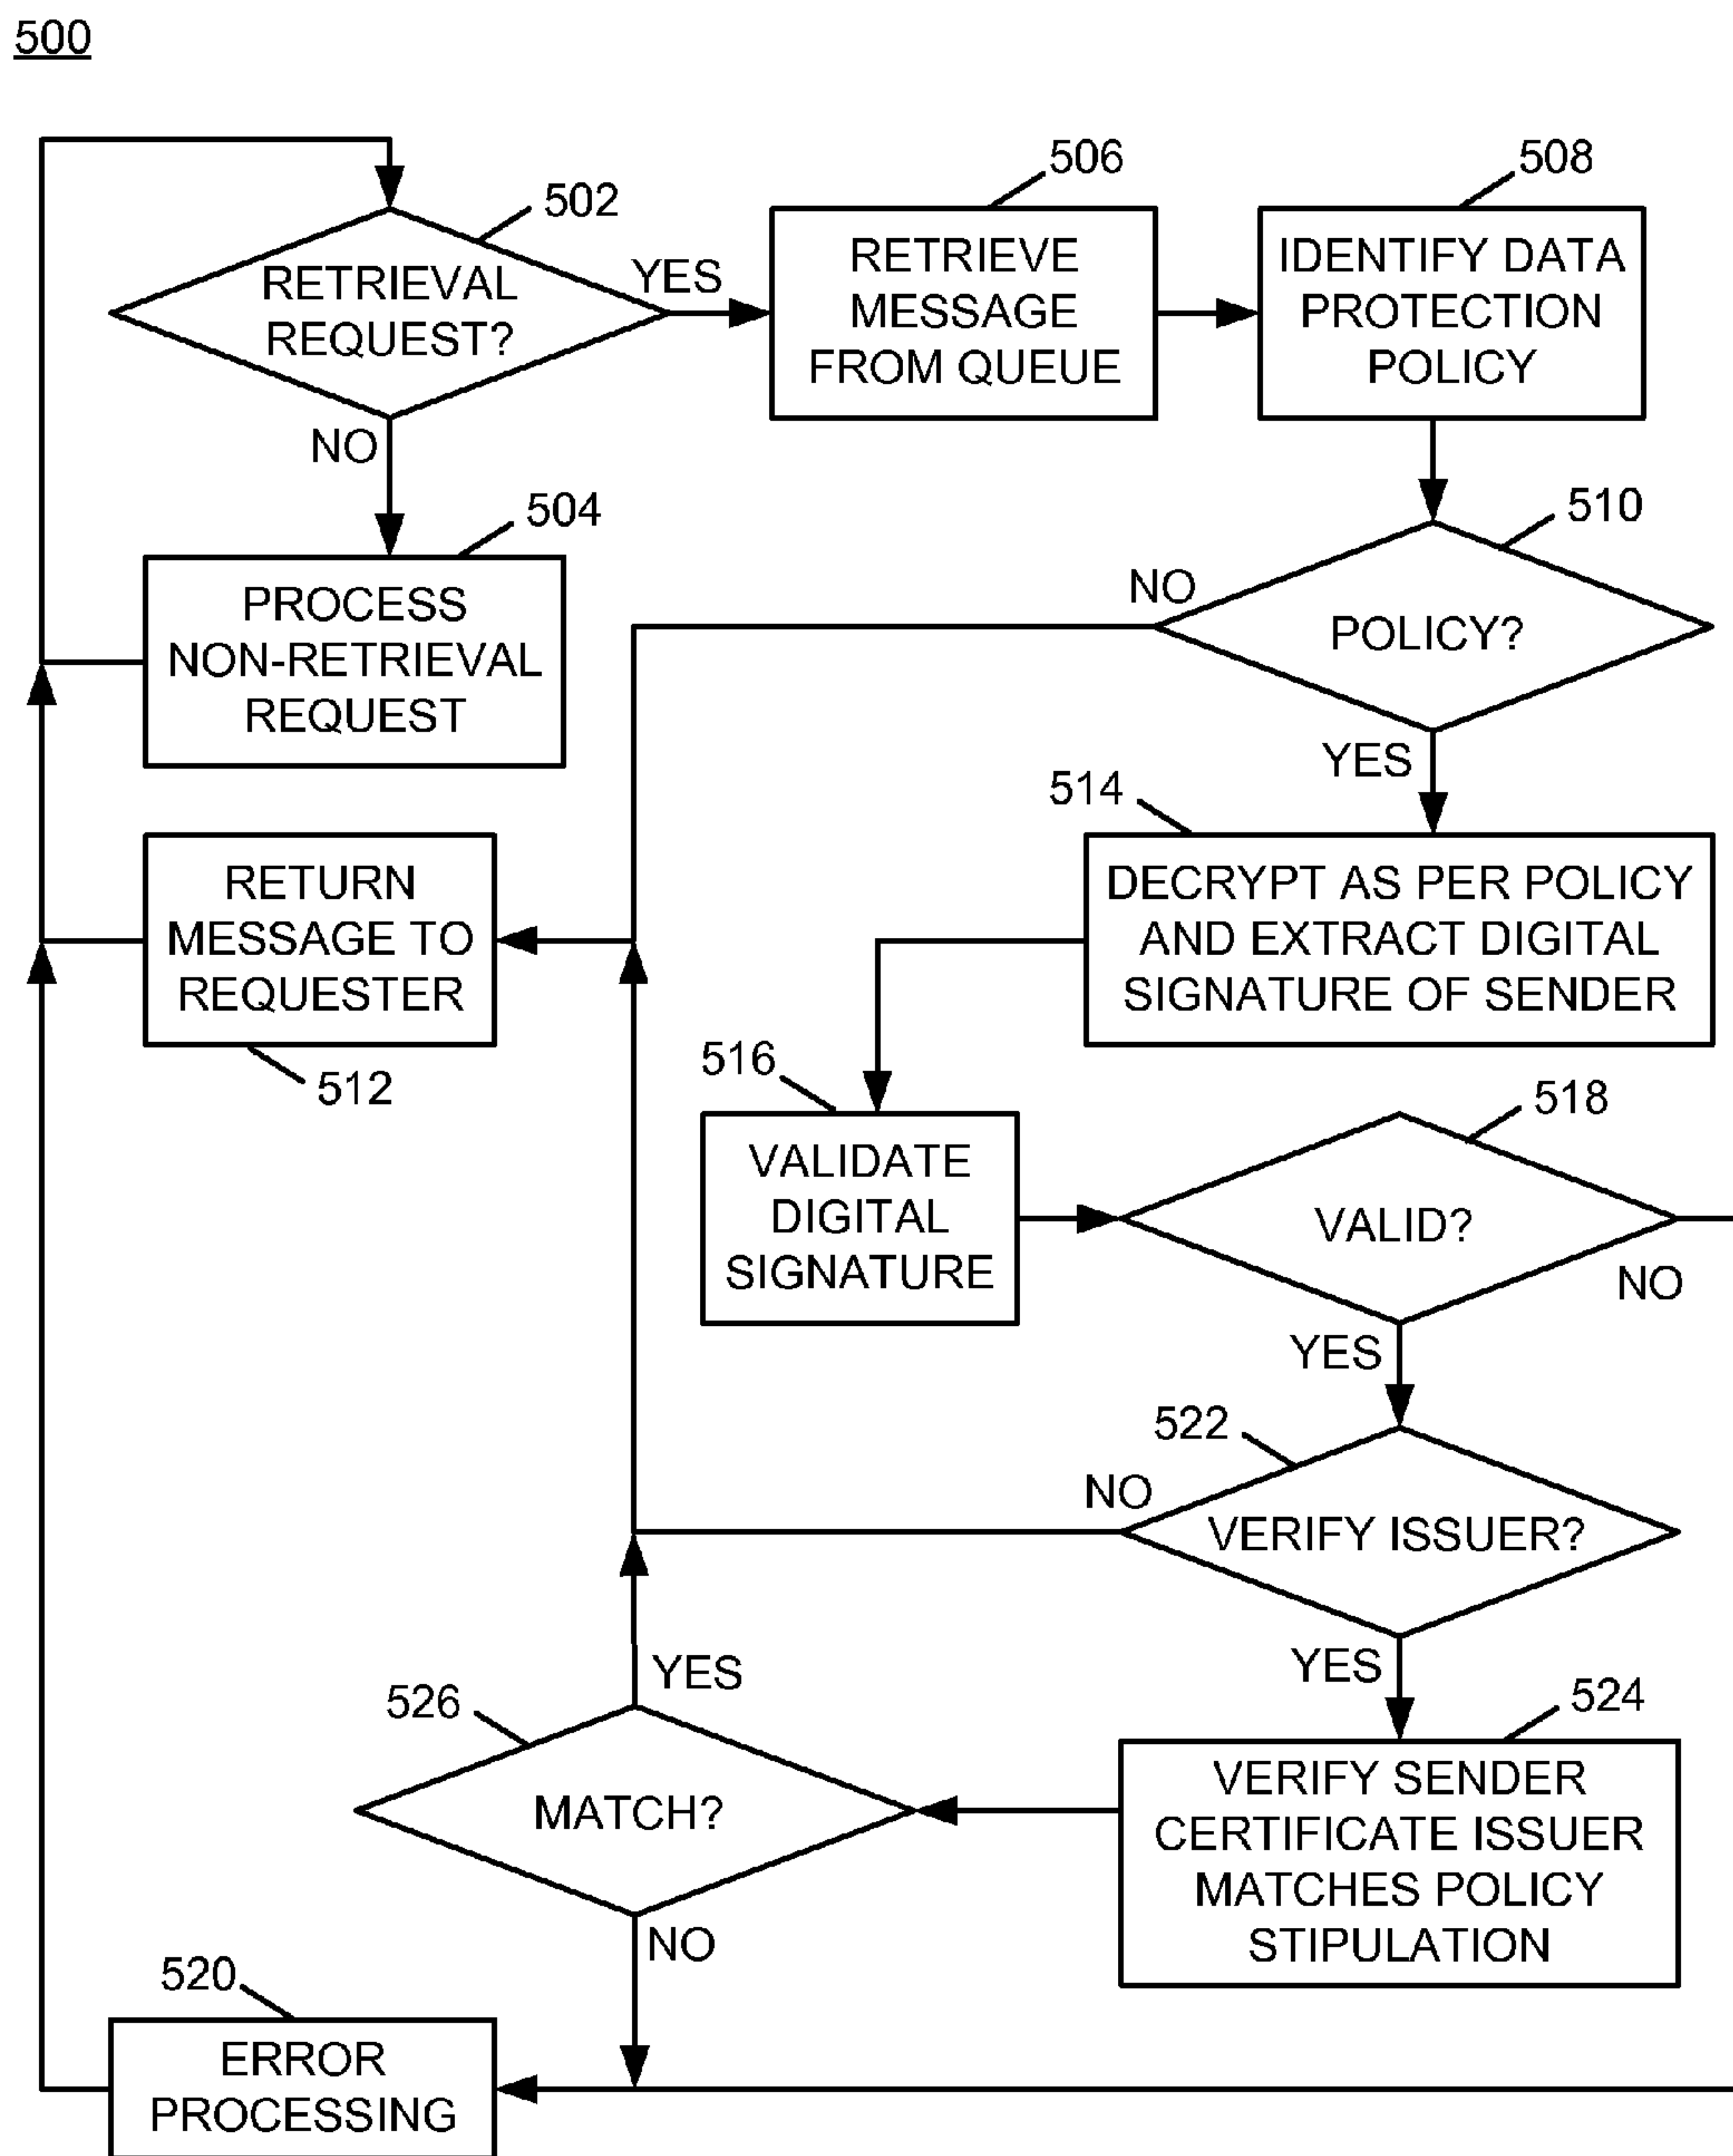 500
502
RETRIEVAL
REQUEST?
YES
NO
506
RETRIEVE
MESSAGE
FROM QUEUE
508
IDENTIFY DATA
PROTECTION
POLICY
504
PROCESS
NON-RETRIEVAL
REQUEST
510
POLICY?
NO
YES
512
RETURN
MESSAGE TO
REQUESTER
514
DECRYPT AS PER POLICY
AND EXTRACT DIGITAL
SIGNATURE OF SENDER
516
VALIDATE
DIGITAL
SIGNATURE
518
VALID?
NO
YES
522
VERIFY ISSUER?
NO
YES
524
VERIFY SENDER
CERTIFICATE ISSUER
MATCHES POLICY
STIPULATION
526
MATCH?
YES
NO
520
ERROR
PROCESSING